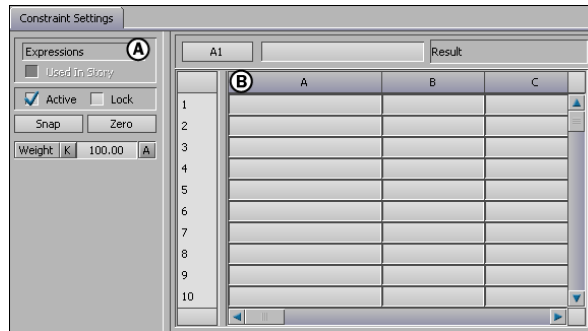 Constraint Settings
Expressions A
Used In Story
Active Lock
Snap Zero
Weight K 100.00 A
A1 Result
B A B C
1
2
3
4
5
6
7
8
9
10